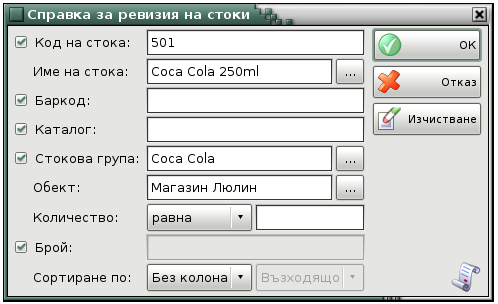 Справка за ревизия на стоки
Код на стока: 501
OK
Име на стока: Coca Cola 250ml ...
Отказ
Баркод:
Каталог:
Изчистване
Стокова група: Coca Cola ...
Обект: Магазин Люлин ...
Количество: равна
Брой:
Сортиране по: Без колона Възходящо